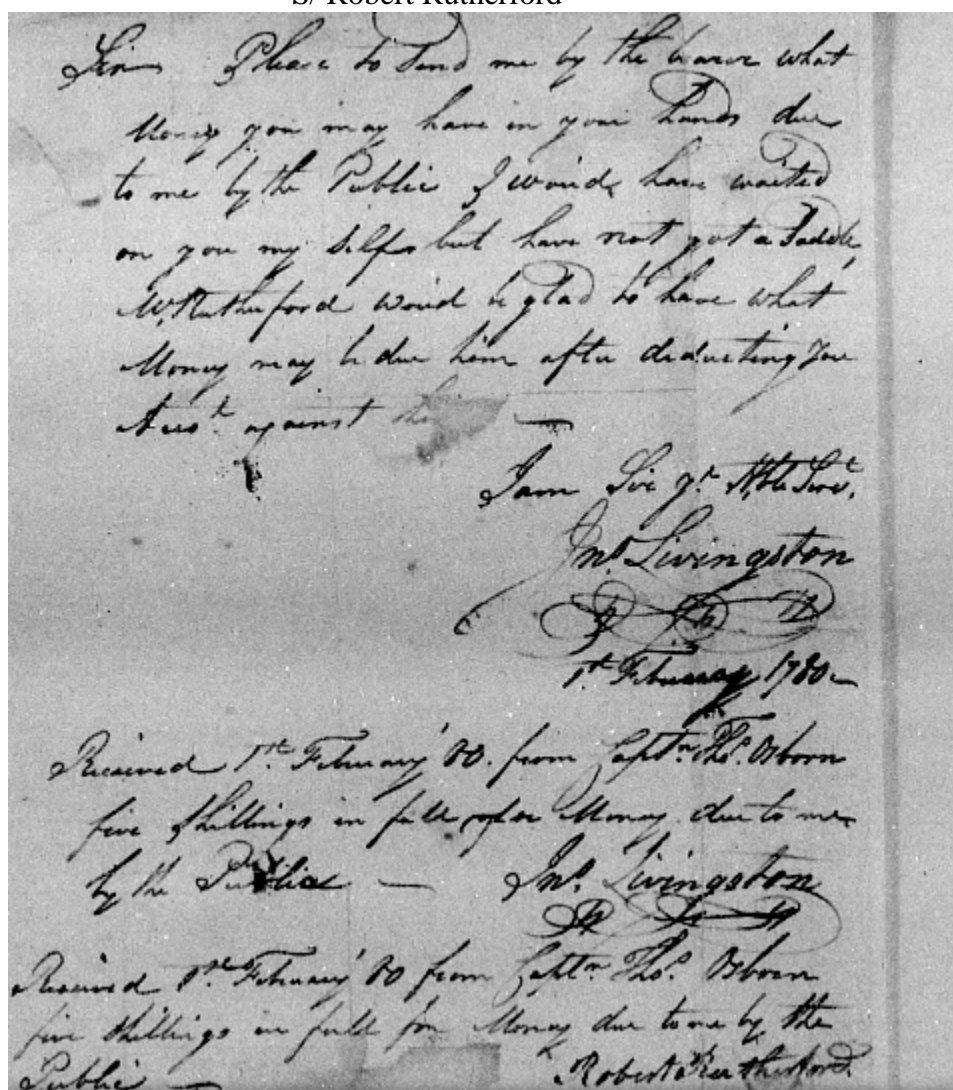 S/ Robert Rutherford
Sir Please to Send me by the bearer what
Money you may have in your hands due
to me by the Public I would have waited
on you my Self but have not got a Saddle,
Mr. Rutherford would be glad to have what
Money may be due him after deducting your
Accot. against
I am Sir yr. Hble Servt.
Jno. Livingston
1st. February 1780
Received 1st. February 80. from Captn. Thos. Osborn
five Shillings in full for Money due to me
by the Public — Jno. Livingston
Received 1st. February 80 from Captn. Thos. Osborn
five Shillings in full for Money due to me by the
Public — Robert Rutherford